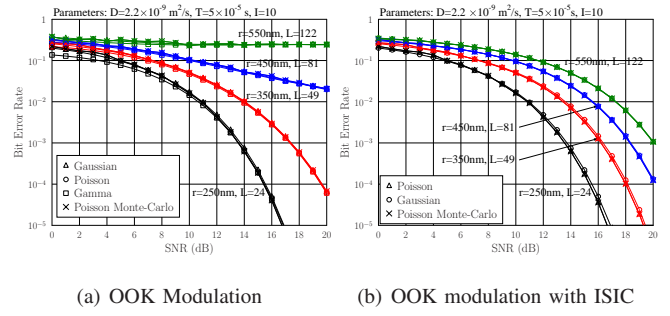 Parameters: D=2.2×10⁻⁹ m²/s, T=5×10⁻⁵s, I=10
Bit Error Rate
1
10⁻¹
10⁻²
10⁻³
10⁻⁴
10⁻⁵
r=550nm, L=122
r=450nm, L=81
r=350nm, L=49
r=250nm, L=24
Gaussian
Poisson
Gamma
Poisson Monte-Carlo
0 2 4 6 8 10 12 14 16 18 20
SNR (dB)
(a) OOK Modulation
Parameters: D=2.2×10⁻⁹ m²/s, T=5×10⁻⁵s, I=10
Bit Error Rate
1
10⁻¹
10⁻²
10⁻³
10⁻⁴
10⁻⁵
r=550nm, L=122
r=450nm, L=81
r=350nm, L=49
r=250nm, L=24
Poisson
Gaussian
Poisson Monte-Carlo
0 2 4 6 8 10 12 14 16 18 20
SNR (dB)
(b) OOK modulation with ISIC